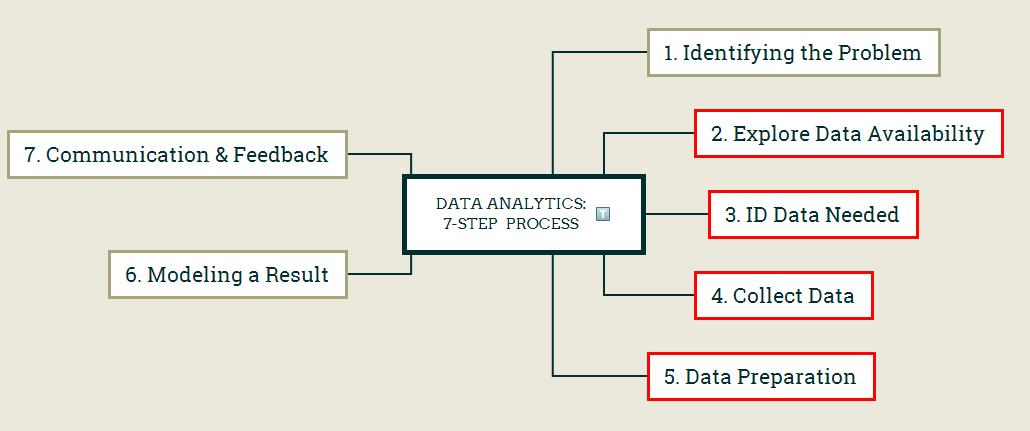 DATA ANALYTICS:
7-STEP PROCESS
T
1. Identifying the Problem
2. Explore Data Availability
3. ID Data Needed
4. Collect Data
5. Data Preparation
6. Modeling a Result
7. Communication & Feedback